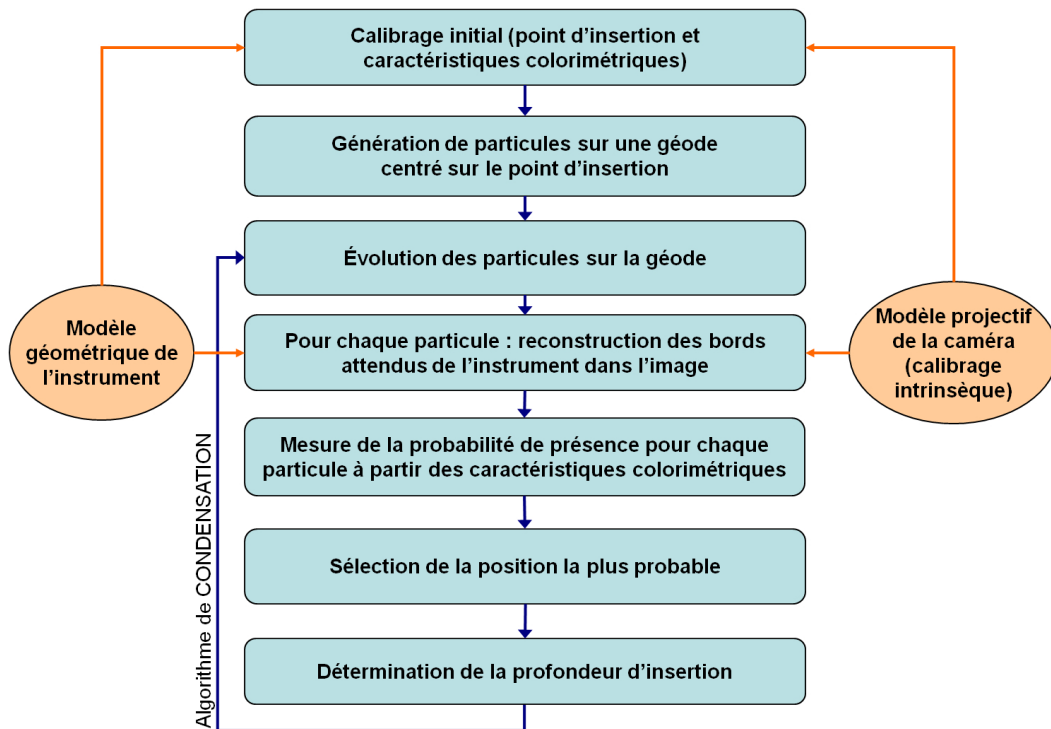 Calibrage initial (point d’insertion et
caractéristiques colorimétriques)
Génération de particules sur une géode
centré sur le point d’insertion
Évolution des particules sur la géode
Modèle
géométrique de
l’instrument
Pour chaque particule : reconstruction des bords
attendus de l’instrument dans l’image
Modèle projectif
de la caméra
(calibrage
intrinsèque)
Mesure de la probabilité de présence pour chaque
particule à partir des caractéristiques colorimétriques
Sélection de la position la plus probable
Détermination de la profondeur d’insertion
Algorithme de CONDENSATION